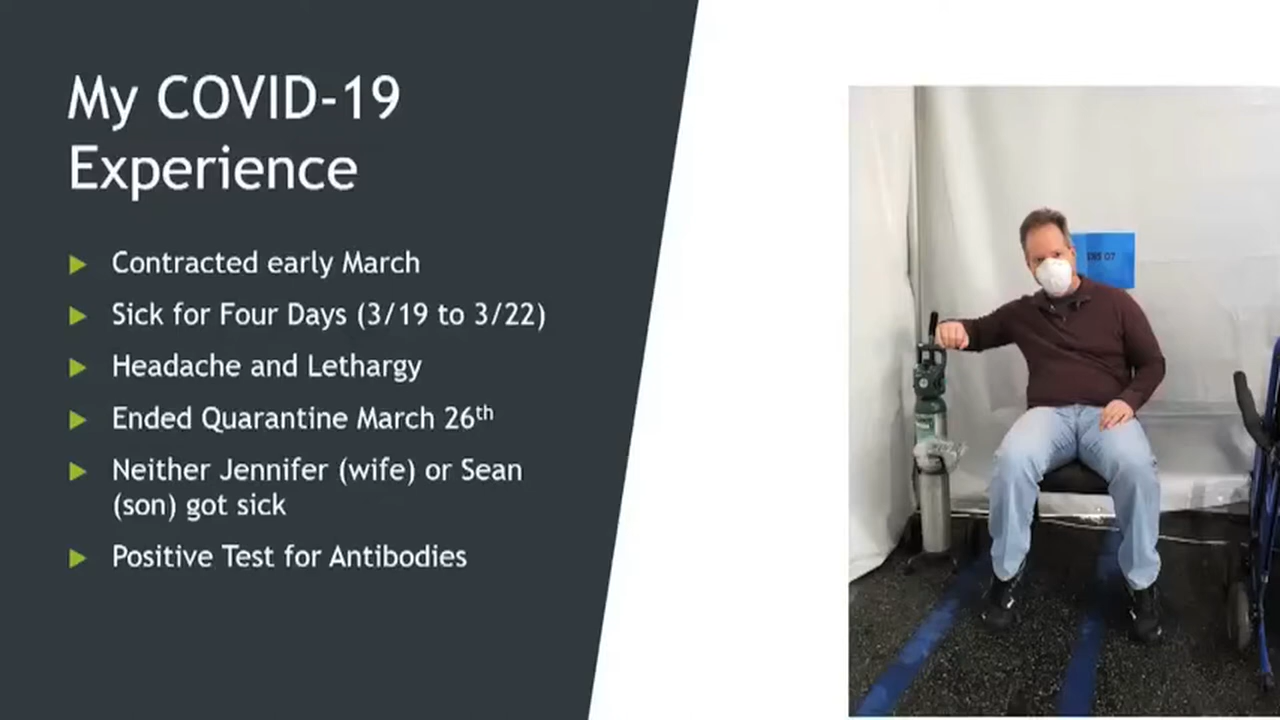 My COVID-19
Experience
Contracted early March
Sick for Four Days (3/19 to 3/22)
Headache and Lethargy
Ended Quarantine March 26th
Neither Jennifer (wife) or Sean
(son) got sick
Positive Test for Antibodies
07